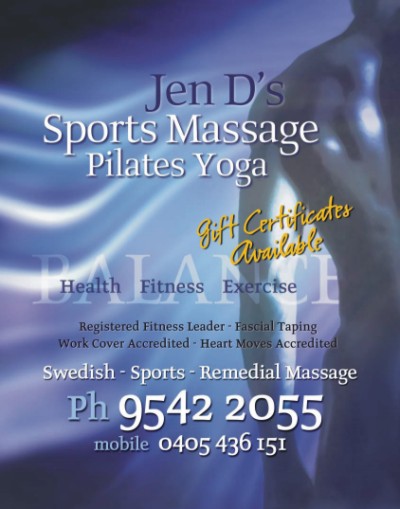 Jen D's
Sports Massage
Pilates Yoga
Gift Certificates
Available
BALANCE
Health Fitness Exercise
Registered Fitness Leader - Fascial Taping
Work Cover Accredited - Heart Moves Accredited
Swedish - Sports - Remedial Massage
Ph 9542 2055
mobile 0405 436 151